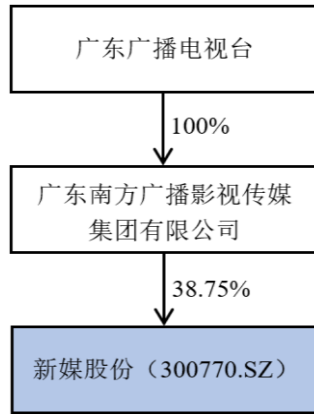 广东广播电视台
100%
广东南方广播影视传媒
集团有限公司
38.75%
新媒股份（300770.SZ）